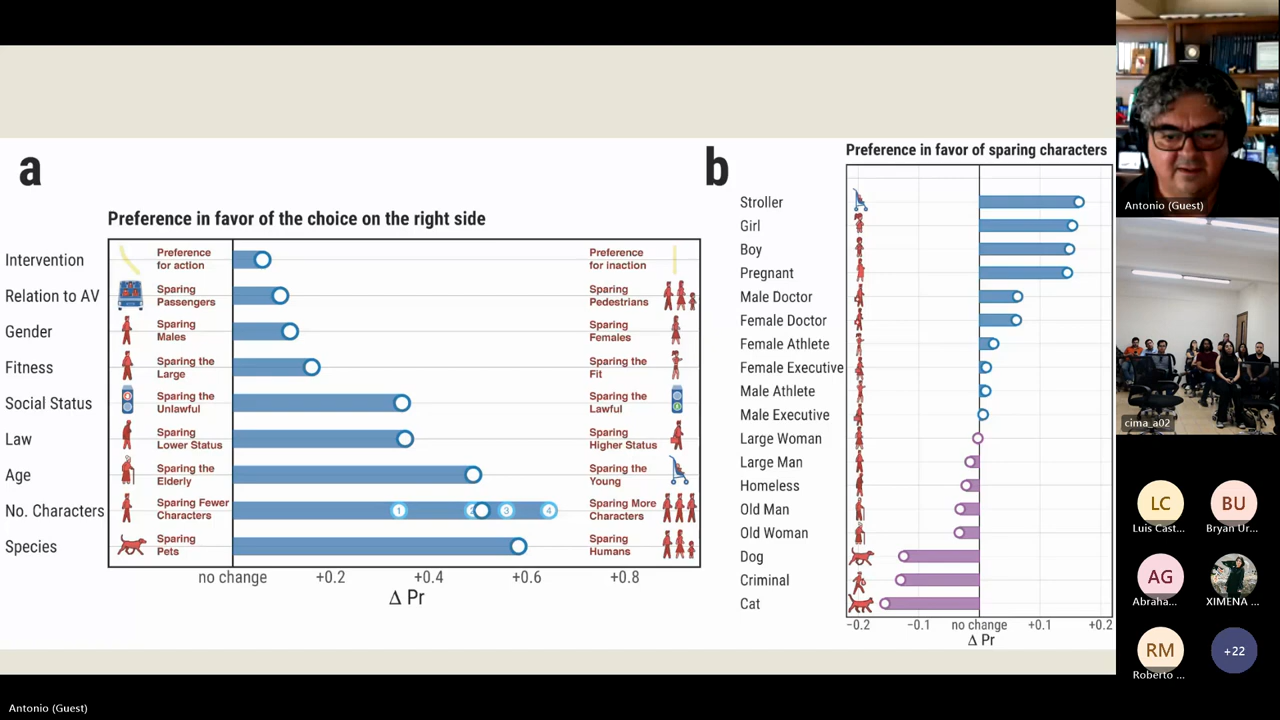 a
Preference in favor of the choice on the right side
Intervention
Preference
for action
Preference
for inaction
Relation to AV
Sparing
Passengers
Sparing
Pedestrians
Gender
Sparing
Males
Sparing
Females
Fitness
Sparing the
Large
Sparing the
Fit
Social Status
Sparing the
Unlawful
Sparing the
Lawful
Law
Sparing
Lower Status
Sparing
Higher Status
Age
Sparing the
Elderly
Sparing the
Young
No. Characters
Sparing Fewer
Characters
1
2
3
4
Sparing More
Characters
Species
Sparing
Pets
Sparing
Humans
no change
+0.2
+0.4
+0.6
+0.8
Δ Pr
b
Preference in favor of sparing characters
Stroller
Girl
Boy
Pregnant
Male Doctor
Female Doctor
Female Athlete
Female Executive
Male Athlete
Male Executive
Large Woman
Large Man
Homeless
Old Man
Old Woman
Dog
Criminal
Cat
−0.2
−0.1
no change
+0.1
+0.2
Δ Pr
Antonio (Guest)
cima_a02
LC
Luis Cast...
BU
Bryan Ur...
AG
Abraha...
XIMENA ...
RM
Roberto ...
+22
Antonio (Guest)